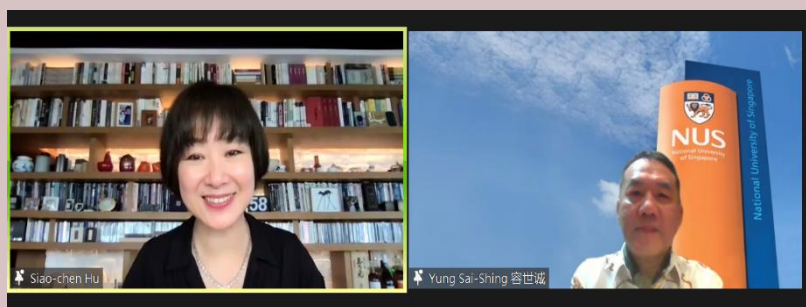 58
Siao-chen Hu
NUS
National University
of Singapore
National University of Singapore
Yung Sai-Shing 容世诚